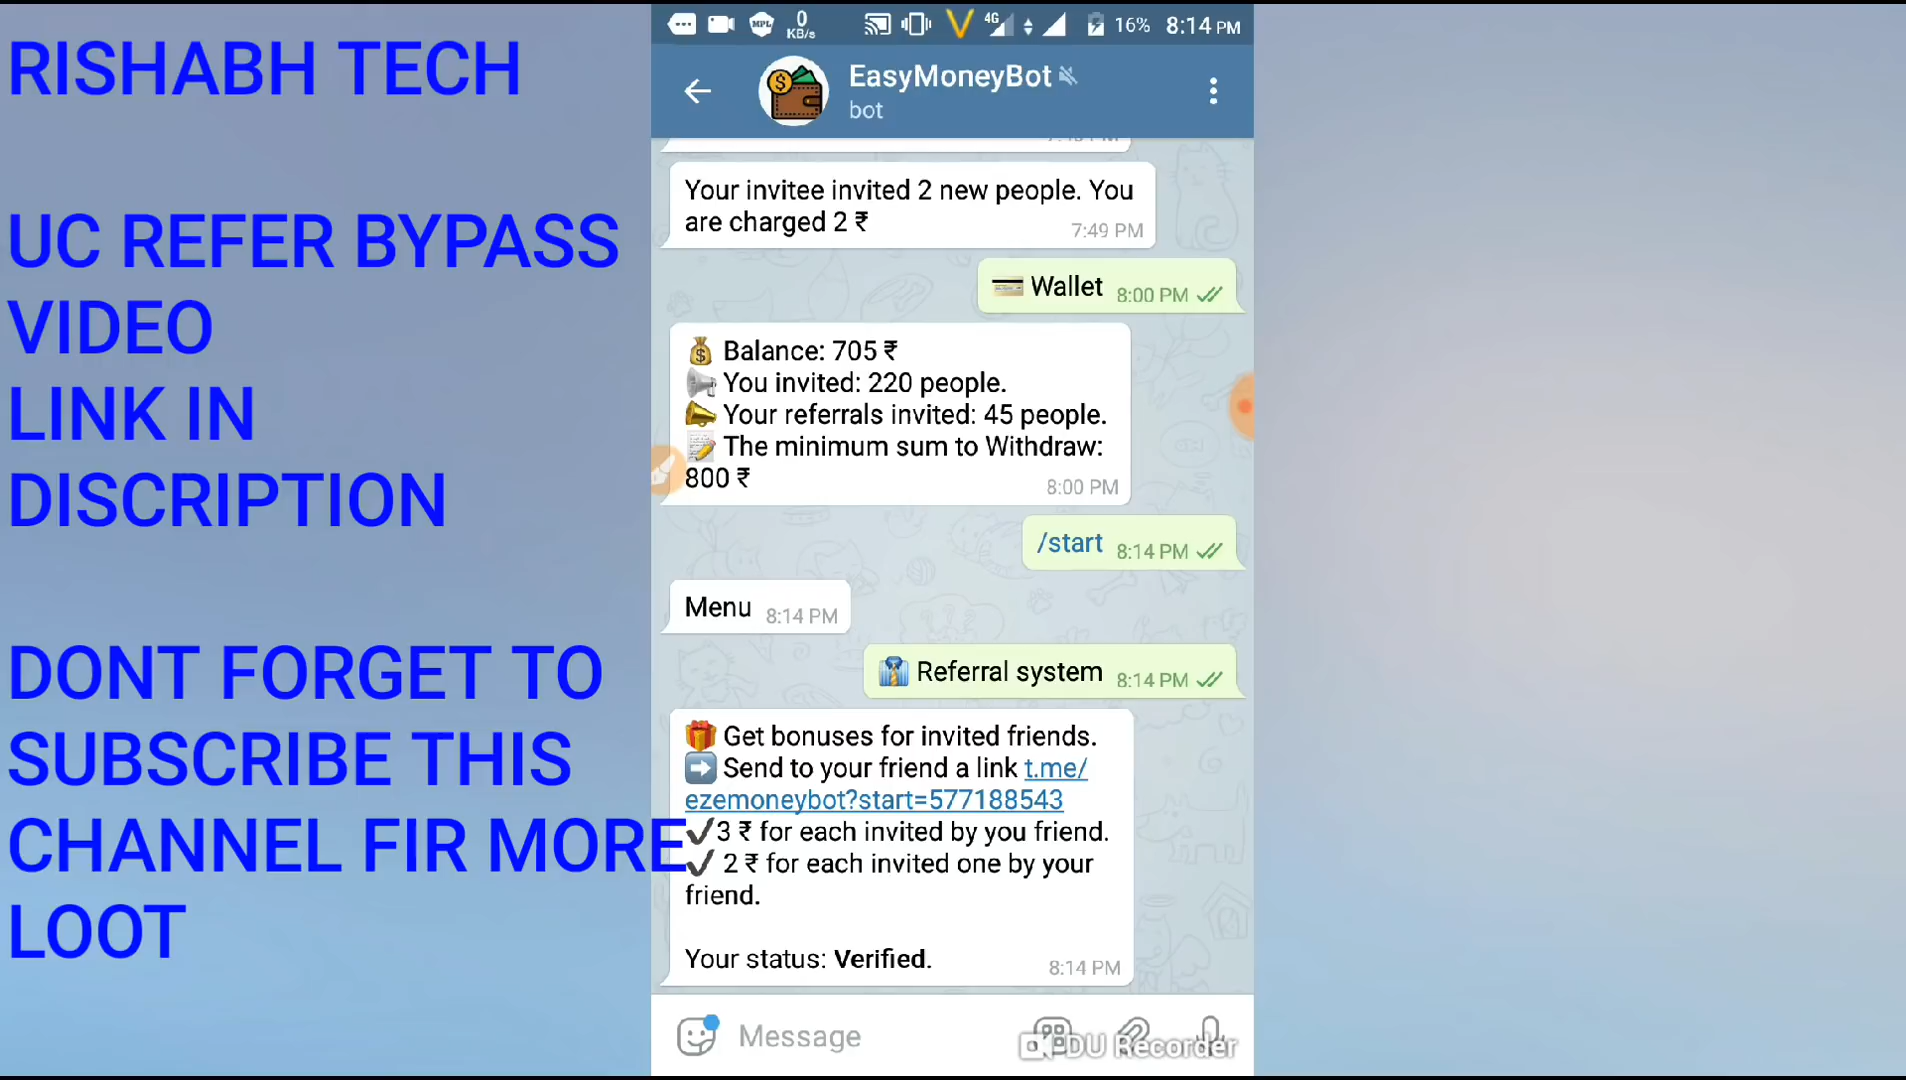 RISHABH TECH
UC REFER BYPASS
VIDEO
LINK IN
DISCRIPTION
DONT FORGET TO
SUBSCRIBE THIS
CHANNEL FIR MORE
LOOT
MPL 0 KB/s 4G 16% 8:14 PM
EasyMoneyBot
bot
Your invitee invited 2 new people. You
are charged 2 ₹ 7:49 PM
Wallet 8:00 PM
Balance: 705 ₹
You invited: 220 people.
Your referrals invited: 45 people.
The minimum sum to Withdraw:
800 ₹ 8:00 PM
/start 8:14 PM
Menu 8:14 PM
Referral system 8:14 PM
Get bonuses for invited friends.
Send to your friend a link t.me/
ezemoneybot?start=577188543
3 ₹ for each invited by you friend.
2 ₹ for each invited one by your
friend.
Your status: Verified. 8:14 PM
Message
DU Recorder